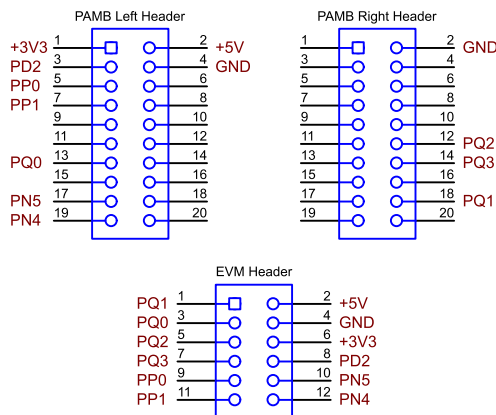 PAMB Left Header
PAMB Right Header
+3V3 1 2 +5V
1 2 GND
PD2 3 4 GND
3 4
PP0 5 6
5 6
PP1 7 8
7 8
9 10
9 10
11 12
11 12 PQ2
PQ0 13 14
13 14 PQ3
15 16
15 16
PN5 17 18
17 18 PQ1
PN4 19 20
19 20
EVM Header
PQ1 1 2 +5V
PQ0 3 4 GND
PQ2 5 6 +3V3
PQ3 7 8 PD2
PP0 9 10 PN5
PP1 11 12 PN4